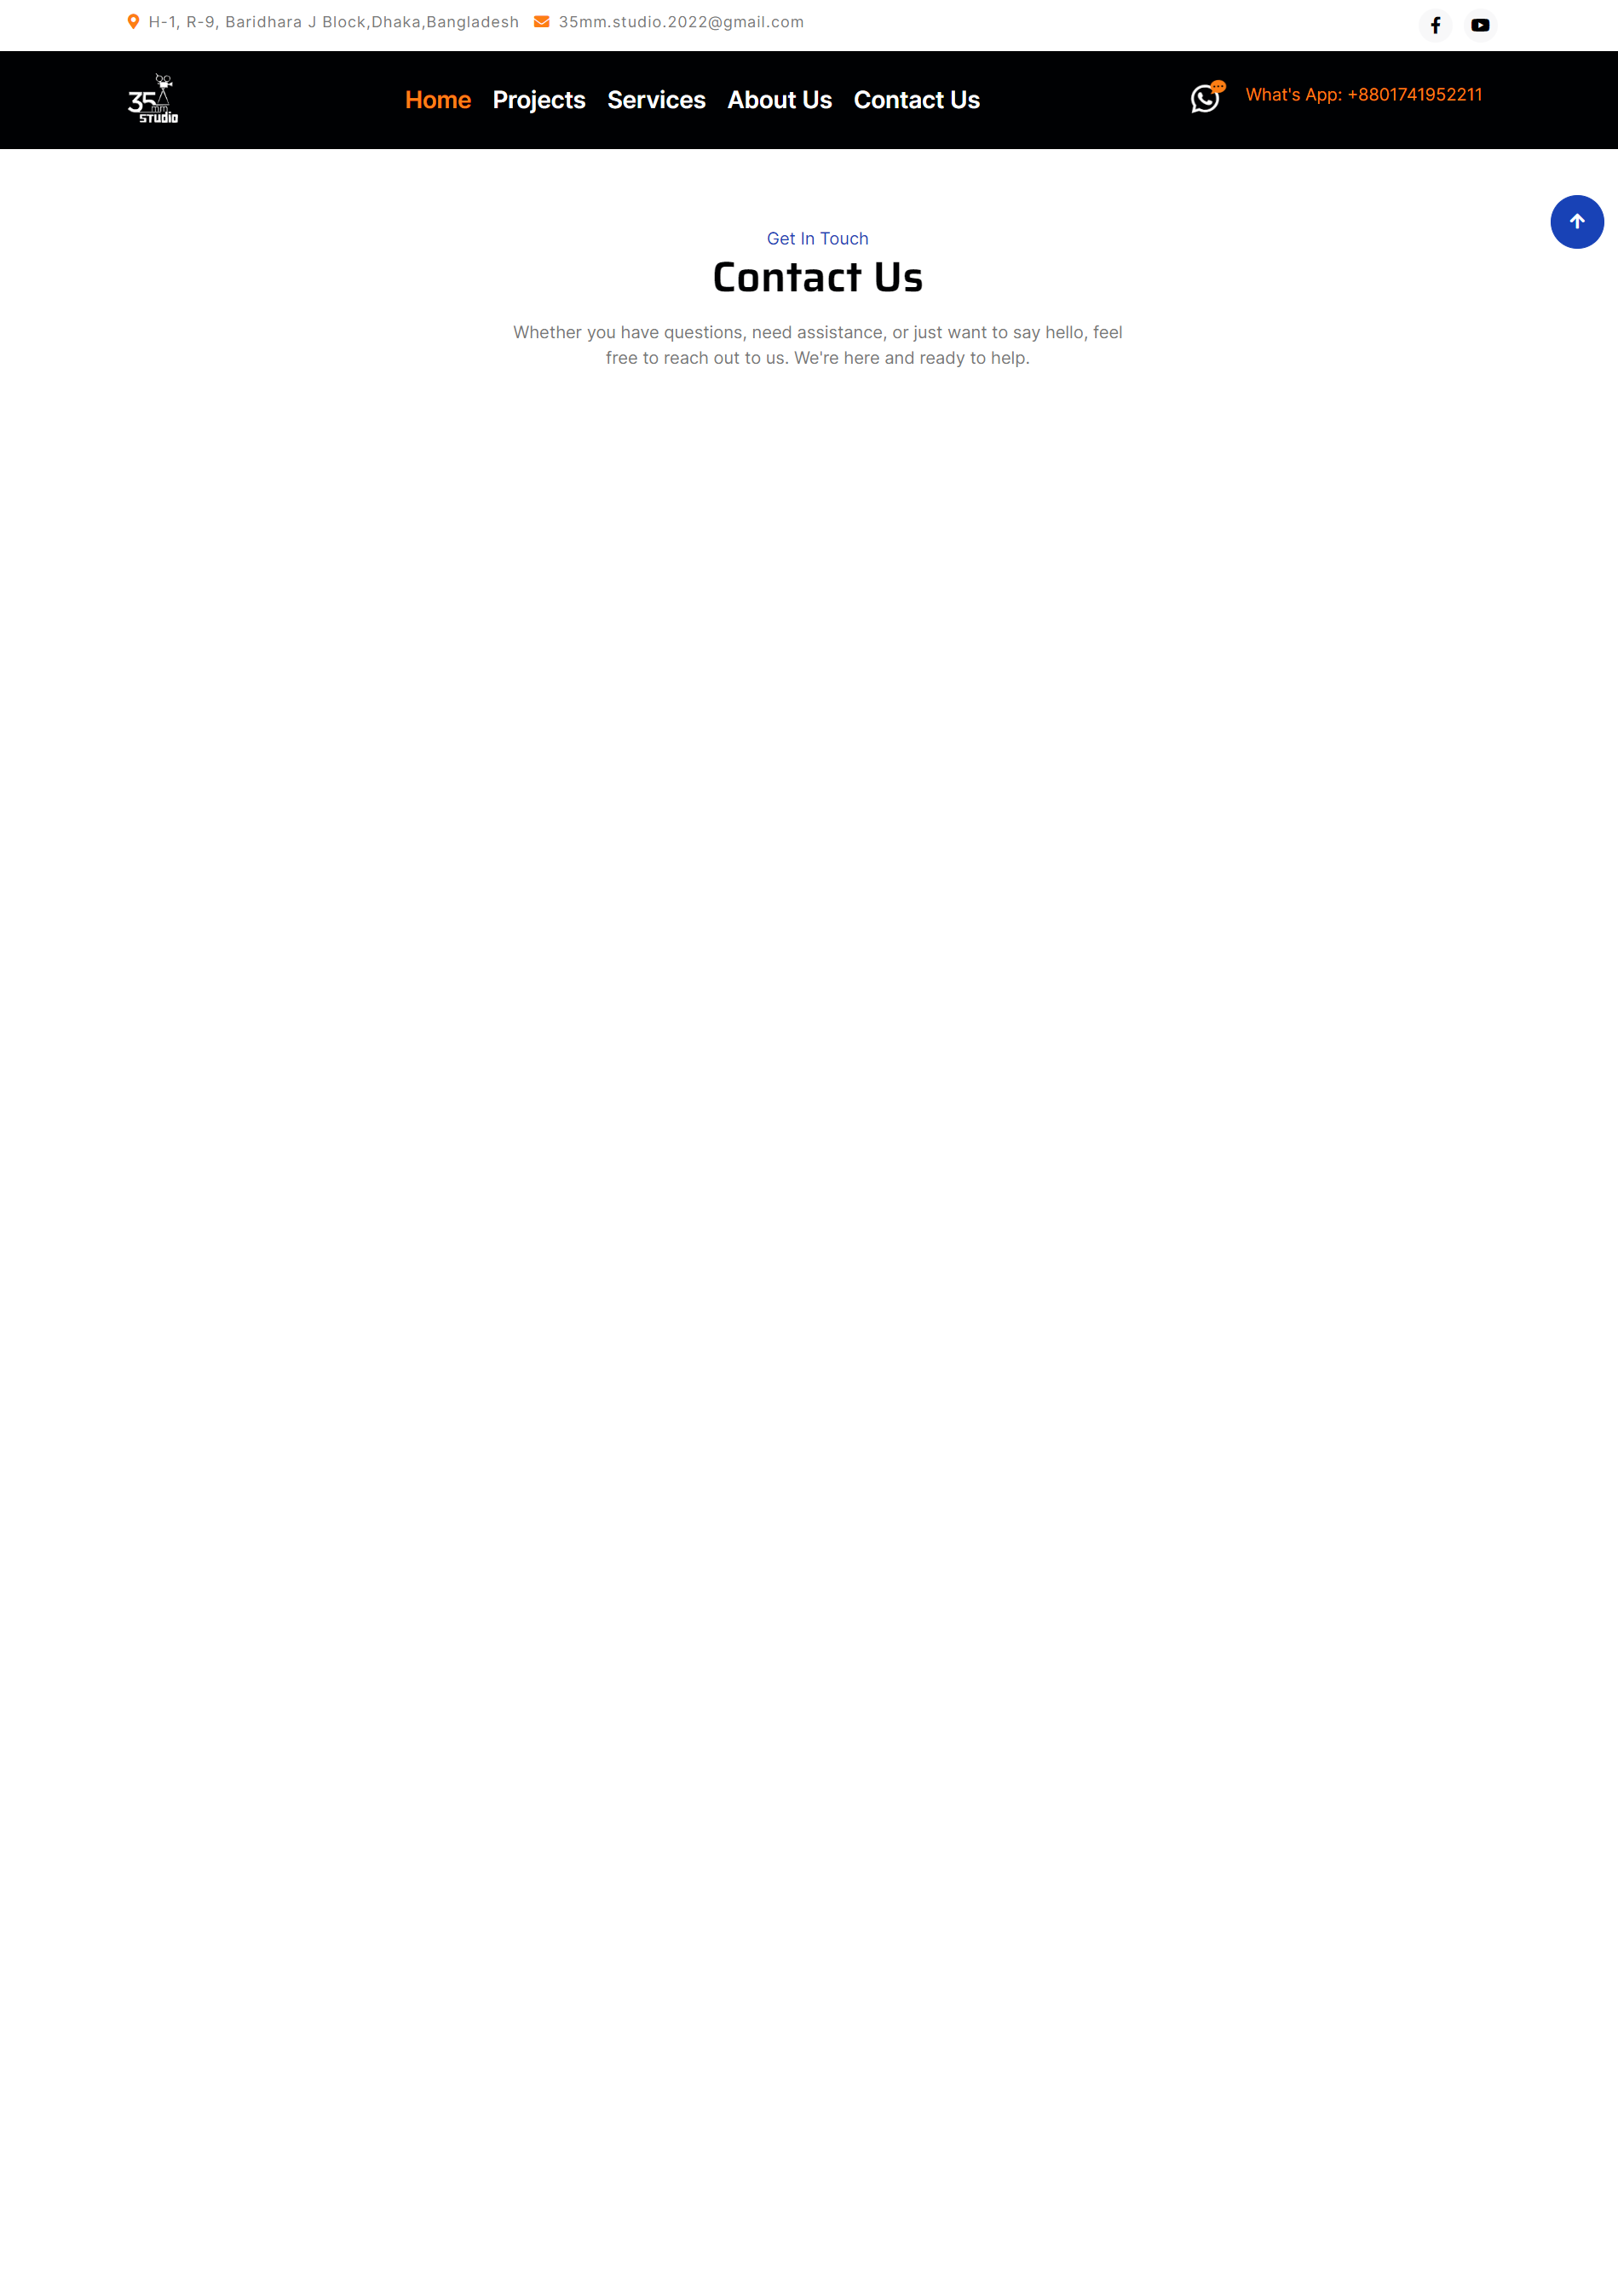 H-1, R-9, Baridhara J Block,Dhaka,Bangladesh 35mm.studio.2022@gmail.com
35
mm
studio
Home Projects Services About Us Contact Us
What's App: +8801741952211
Get In Touch
Contact Us
Whether you have questions, need assistance, or just want to say hello, feel
free to reach out to us. We're here and ready to help.